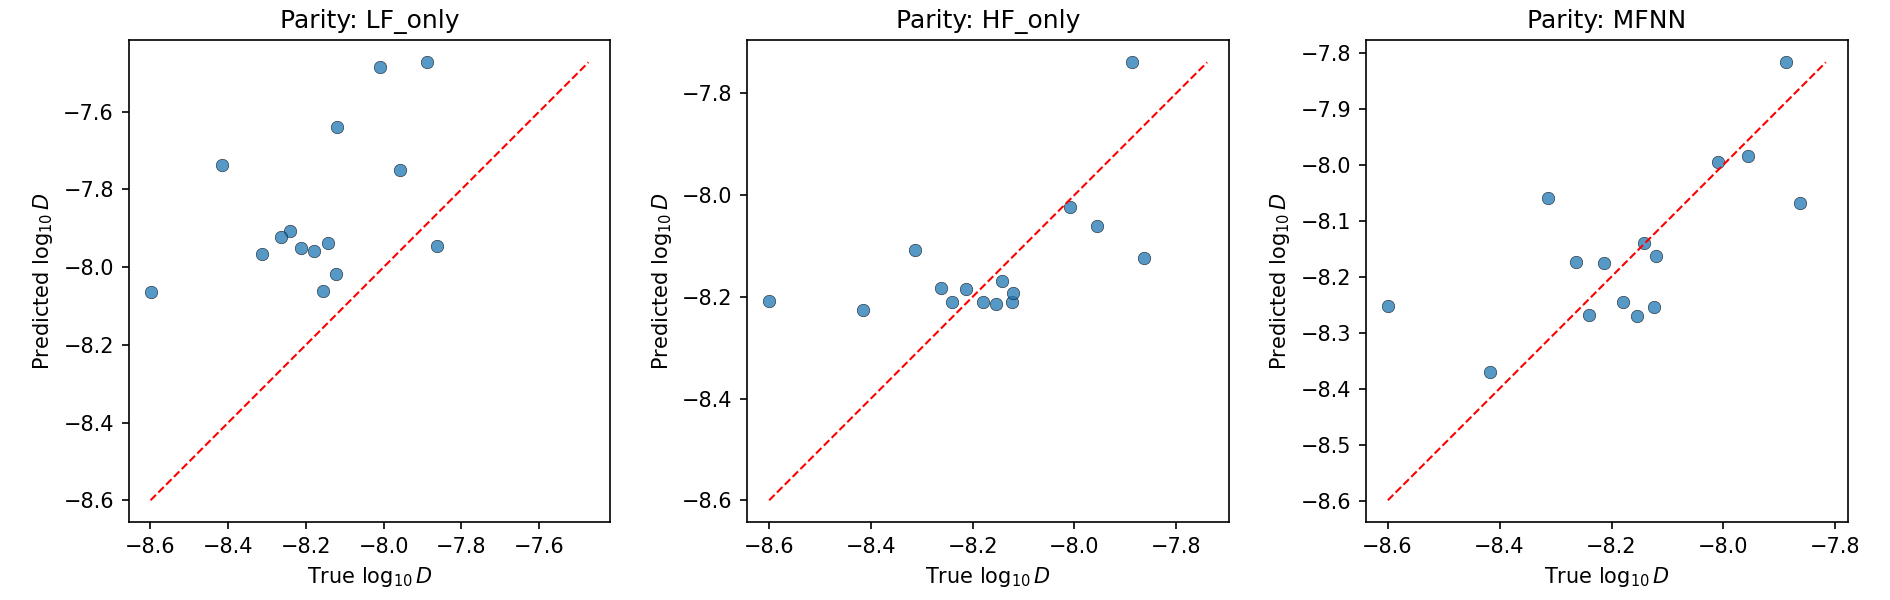 Parity: LF_only
−7.6
−7.8
−8.0
−8.2
−8.4
−8.6
Predicted log₁₀ D
−8.6 −8.4 −8.2 −8.0 −7.8 −7.6
True log₁₀ D
Parity: HF_only
−7.8
−8.0
−8.2
−8.4
−8.6
Predicted log₁₀ D
−8.6 −8.4 −8.2 −8.0 −7.8
True log₁₀ D
Parity: MFNN
−7.8
−7.9
−8.0
−8.1
−8.2
−8.3
−8.4
−8.5
−8.6
Predicted log₁₀ D
−8.6 −8.4 −8.2 −8.0 −7.8
True log₁₀ D